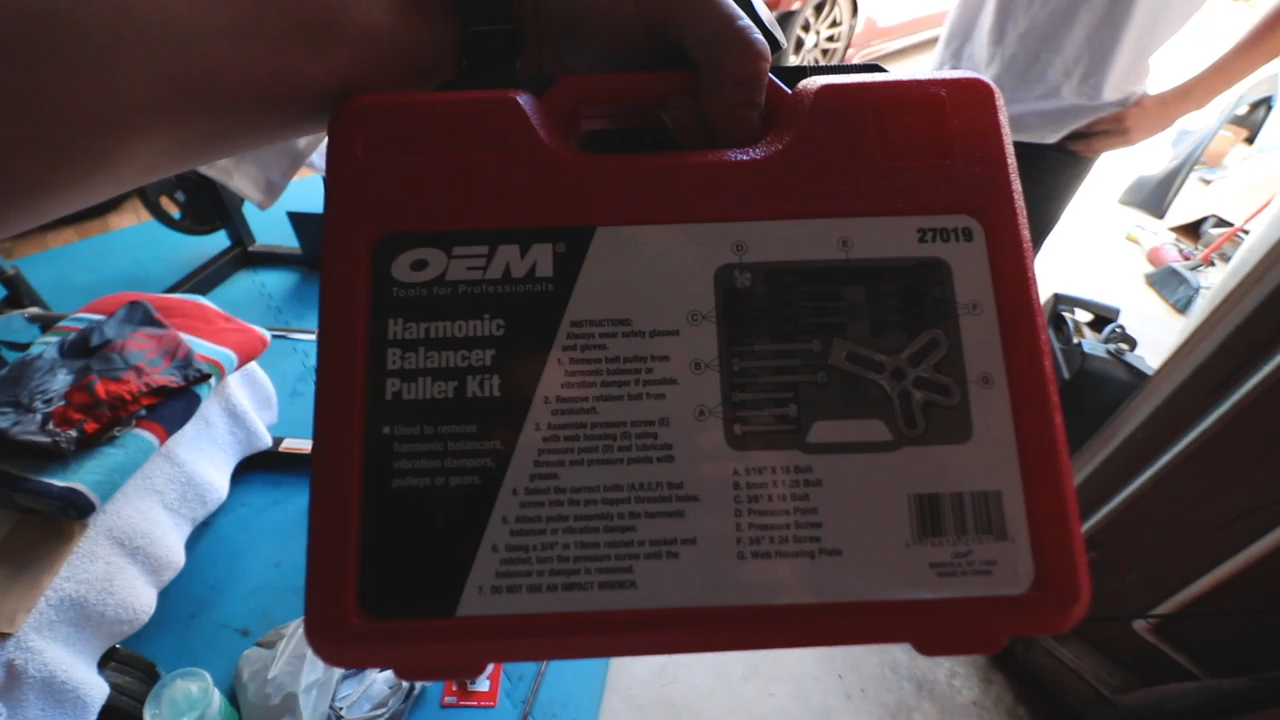 OEM®
Tools for Professionals
Harmonic
Balancer
Puller Kit
Used to remove
harmonic balancers,
vibration dampers,
pulleys or gears.
INSTRUCTIONS:
Always wear safety glasses
and gloves.
1. Remove belt pulley from
harmonic balancer or
vibration damper if possible.
2. Remove retainer bolt from
crankshaft.
3. Assemble pressure screw (E)
with web housing (G) using
pressure point (D) and lubricate
threads and pressure points with
grease.
4. Select the correct bolts (A,B,C,F) that
screw into the pre-tapped threaded holes.
5. Attach puller assembly to the harmonic
balancer or vibration damper.
6. Using a 3/4" or 19mm ratchet or socket and
ratchet, turn the pressure screw until the
balancer or damper is removed.
7. DO NOT USE AN IMPACT WRENCH.
27019
D
E
C
F
B
G
A
A. 5/16" X 18 Bolt
B. 8mm X 1.25 Bolt
C. 3/8" X 16 Bolt
D. Pressure Point
E. Pressure Screw
F. 3/8" X 24 Screw
G. Web Housing Plate
OEM®
MADE IN CHINA